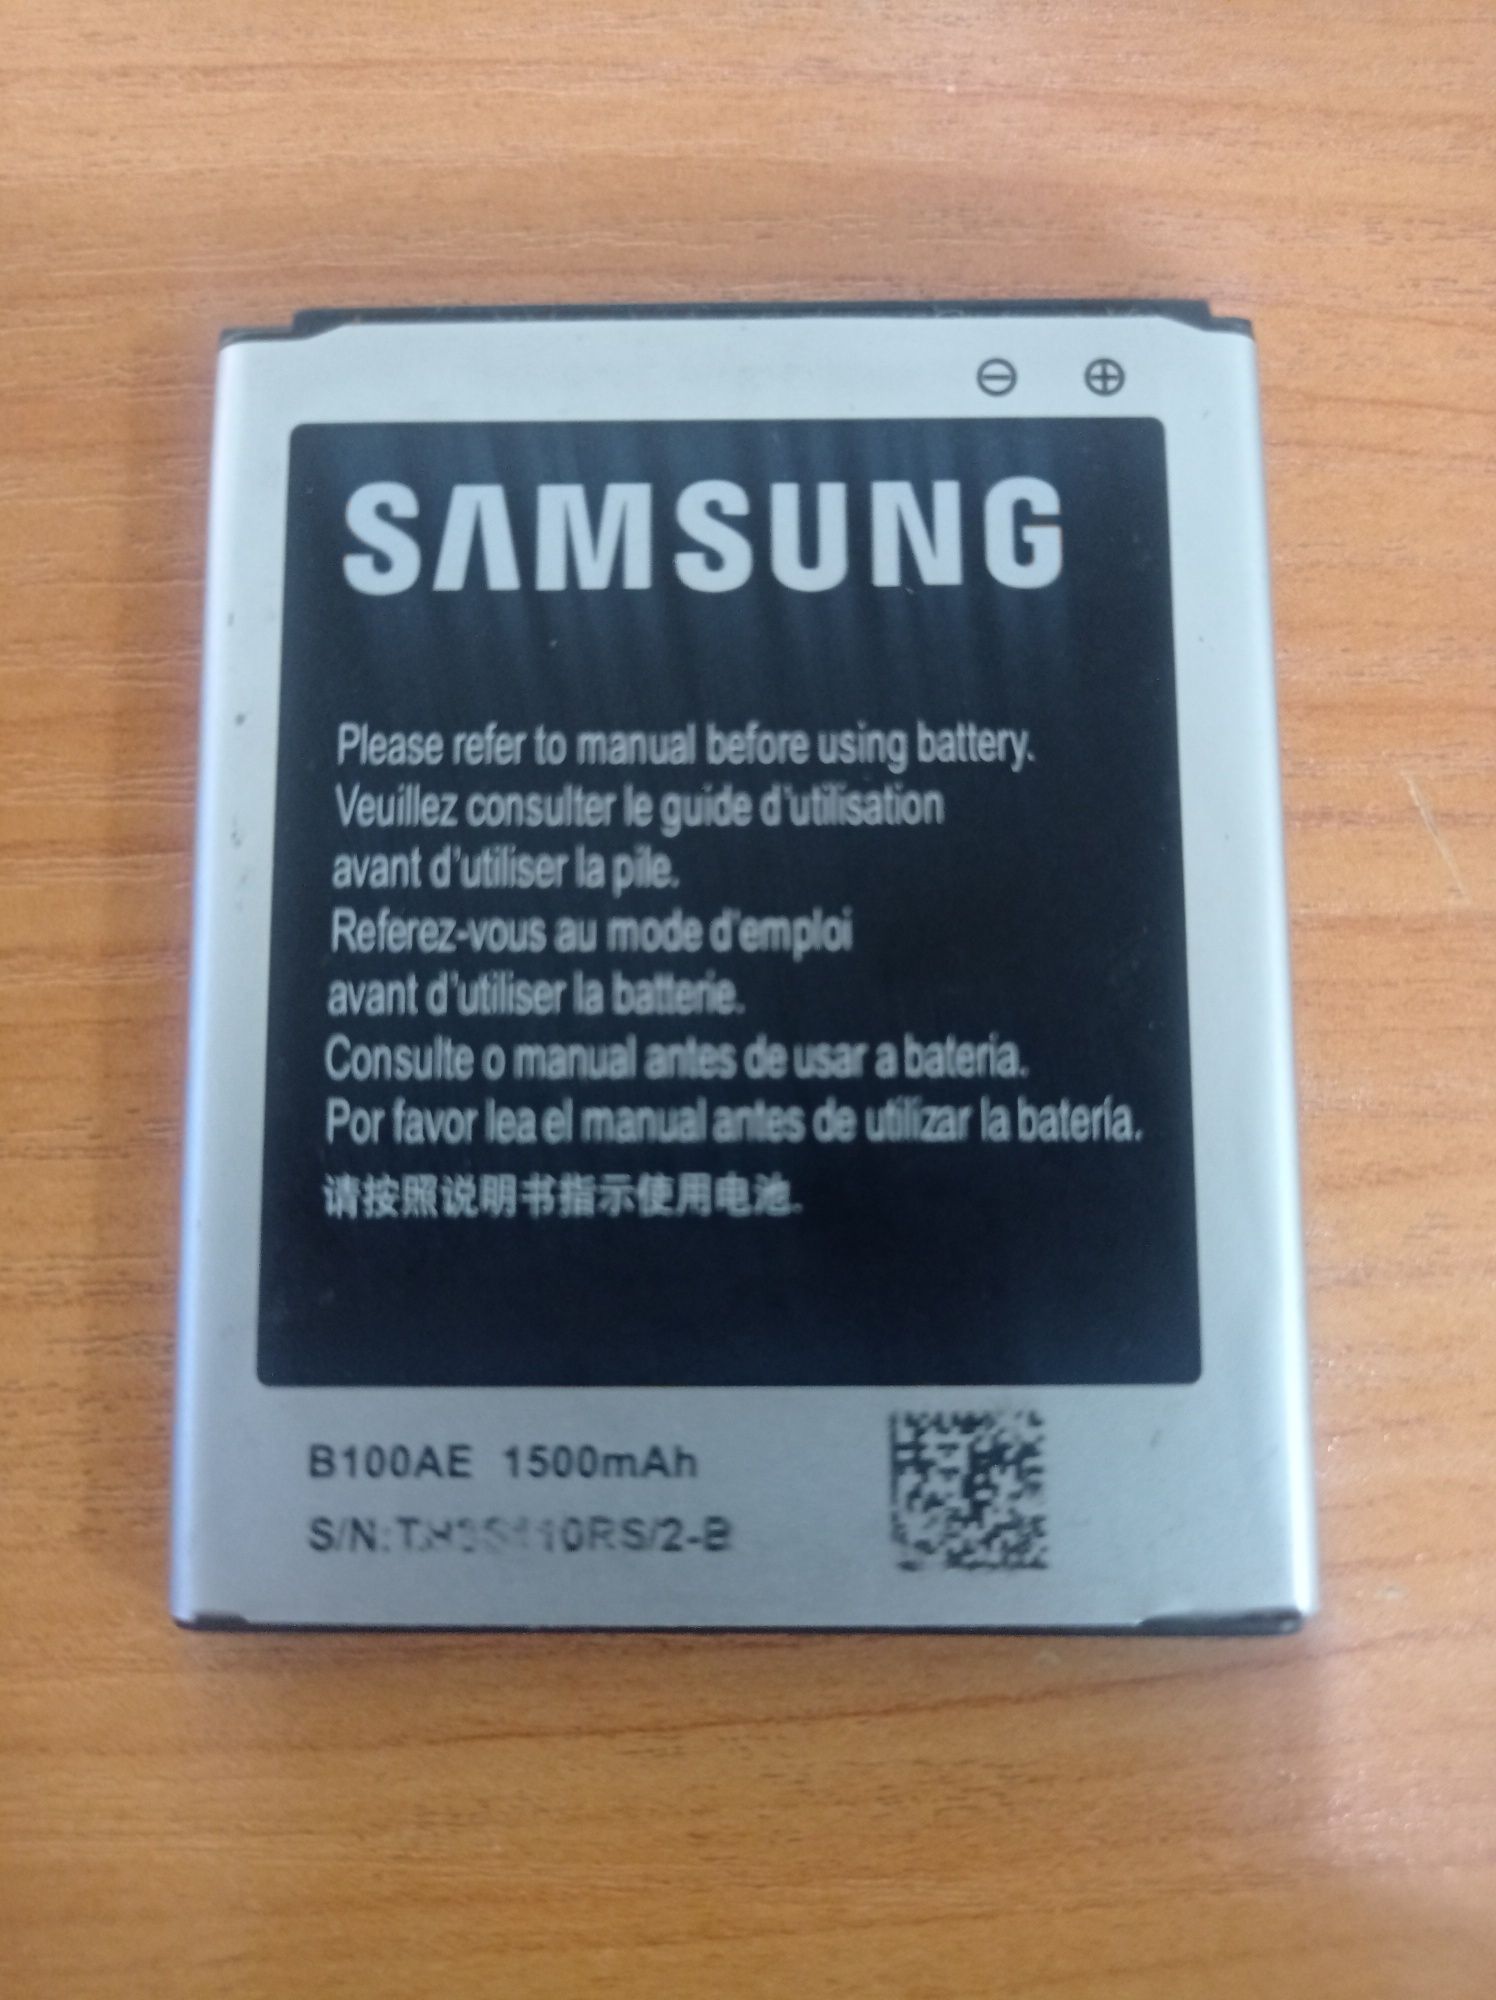 SAMSUNG
Please refer to manual before using battery.
Veuillez consulter le guide d'utilisation
avant d'utiliser la pile.
Referez-vous au mode d'emploi
avant d'utiliser la batterie.
Consulte o manual antes de usar a bateria.
Por favor lea el manual antes de utilizar la batería.
请按照说明书指示使用电池.
B100AE 1500mAh
S/N: